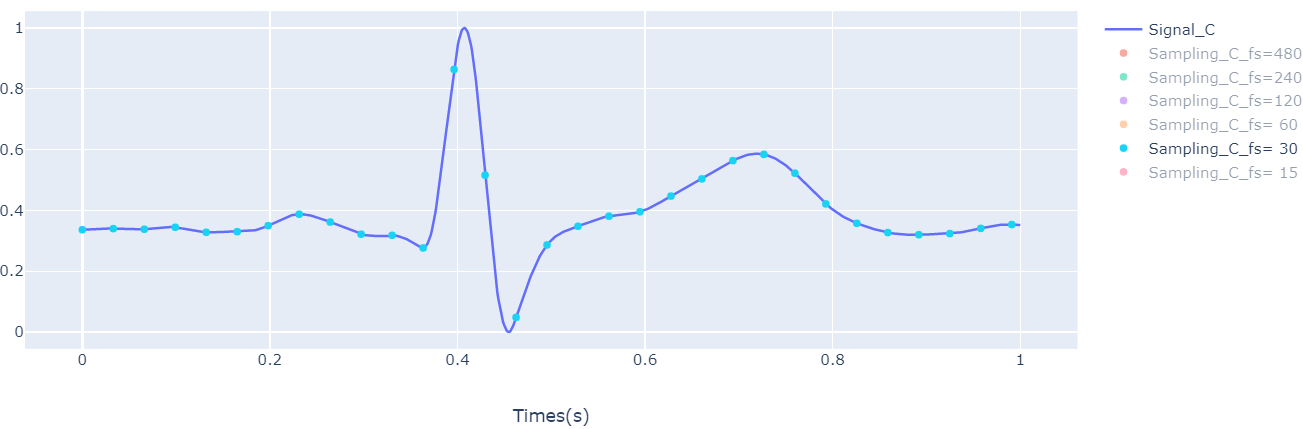 1
0.8
0.6
0.4
0.2
0
0 0.2 0.4 0.6 0.8 1
Times(s)
Signal_C
Sampling_C_fs=480
Sampling_C_fs=240
Sampling_C_fs=120
Sampling_C_fs= 60
Sampling_C_fs= 30
Sampling_C_fs= 15